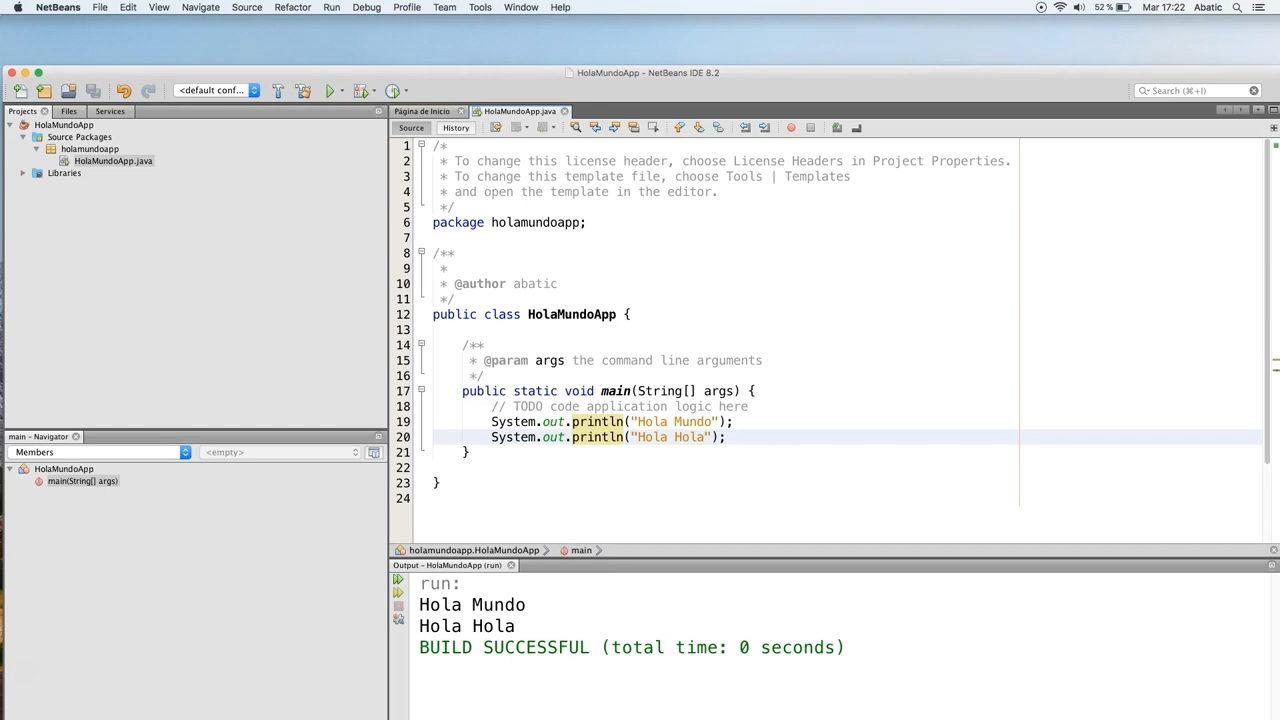 NetBeans File Edit View Navigate Source Refactor Run Debug Profile Team Tools Window Help 52 % Mar 17:22 Abatic
HolaMundoApp - NetBeans IDE 8.2
<default conf... Search (⌘+I)
Projects Files Services
HolaMundoApp
Source Packages
holamundoapp
HolaMundoApp.java
Libraries
main - Navigator
Members <empty>
HolaMundoApp
main(String[] args)
Página de Inicio HolaMundoApp.java
Source History
1 /*
2 * To change this license header, choose License Headers in Project Properties.
3 * To change this template file, choose Tools | Templates
4 * and open the template in the editor.
5 */
6 package holamundoapp;
7
8 /**
9 *
10 * @author abatic
11 */
12 public class HolaMundoApp {
13
14 /**
15 * @param args the command line arguments
16 */
17 public static void main(String[] args) {
18 // TODO code application logic here
19 System.out.println("Hola Mundo");
20 System.out.println("Hola Hola");
21 }
22
23 }
24
holamundoapp.HolaMundoApp main
Output - HolaMundoApp (run)
run:
Hola Mundo
Hola Hola
BUILD SUCCESSFUL (total time: 0 seconds)